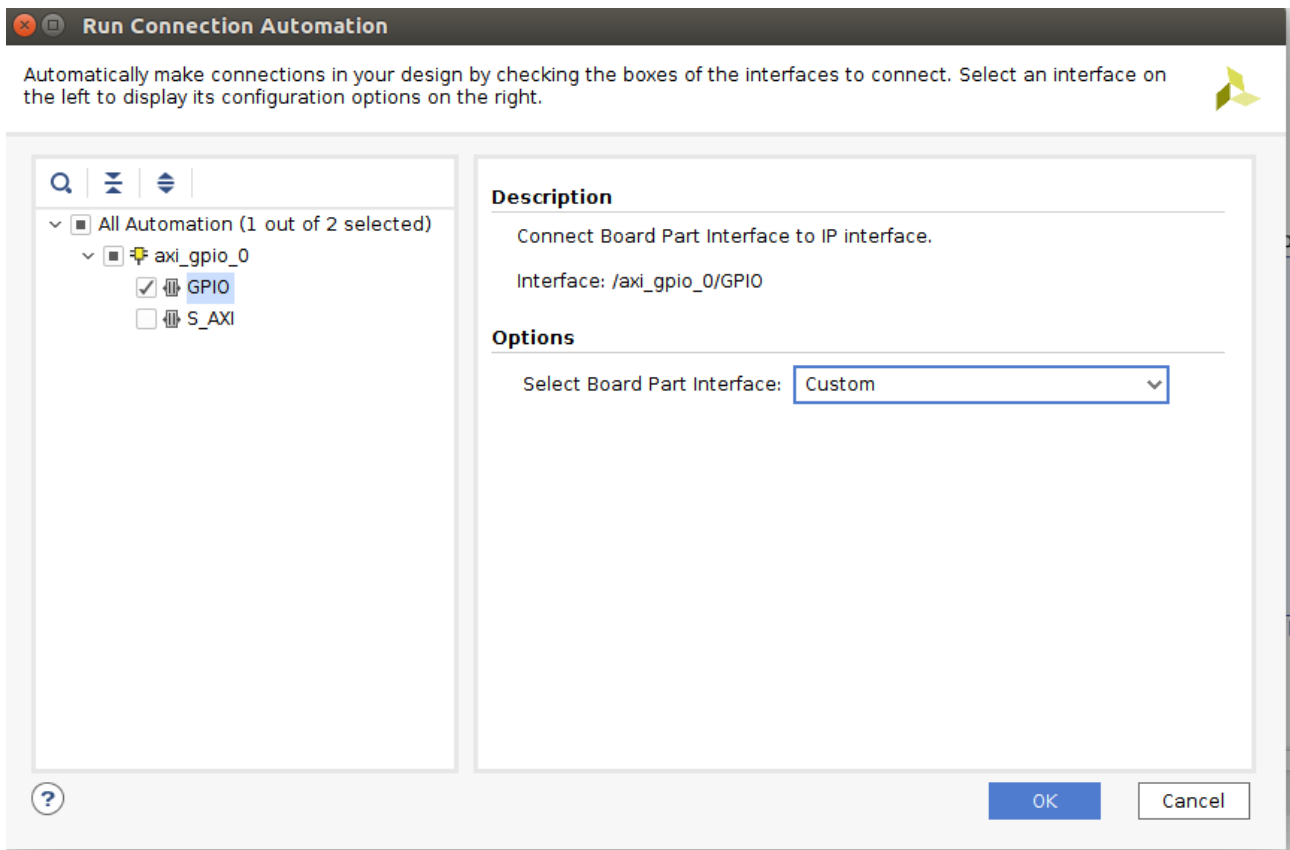 Run Connection Automation
Automatically make connections in your design by checking the boxes of the interfaces to connect. Select an interface on
the left to display its configuration options on the right.
All Automation (1 out of 2 selected)
axi_gpio_0
GPIO
S_AXI
Description
Connect Board Part Interface to IP interface.
Interface: /axi_gpio_0/GPIO
Options
Select Board Part Interface: Custom
?
OK Cancel